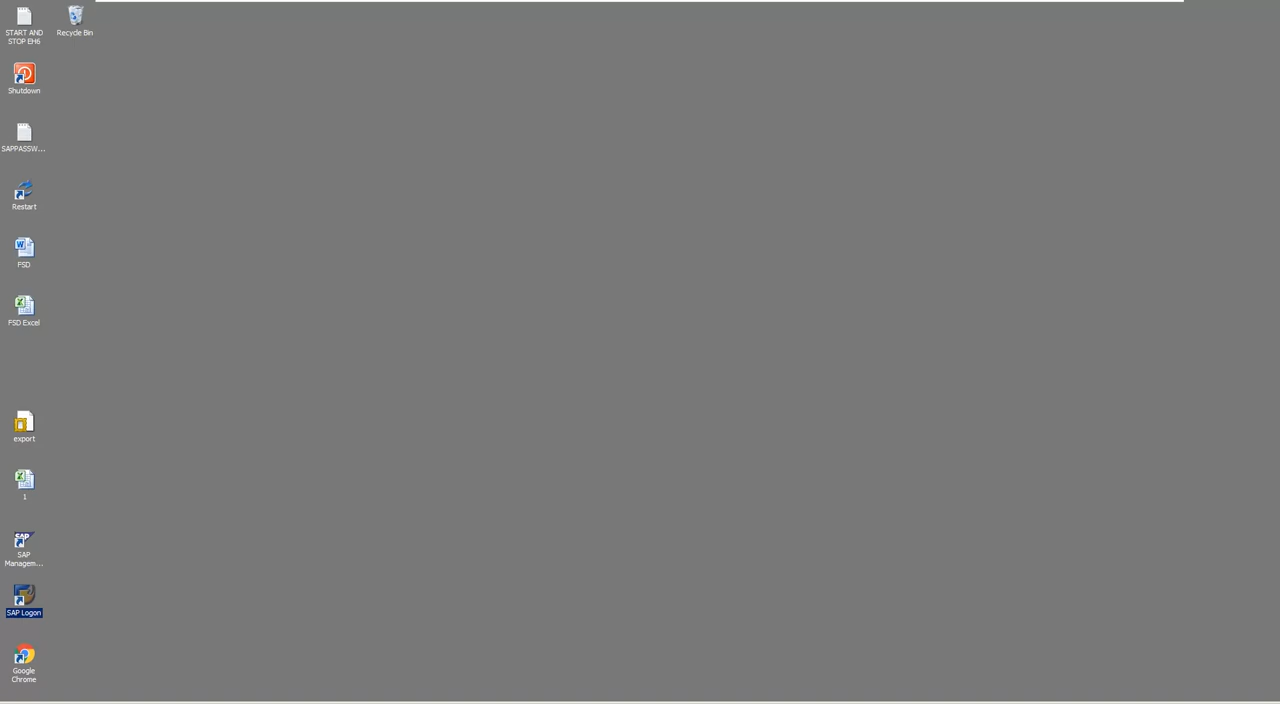 START AND
STOP EH6
Recycle Bin
Shutdown
SAPPASSW...
Restart
FSD
FSD Excel
export
1
SAP
Managem...
SAP Logon
Google
Chrome